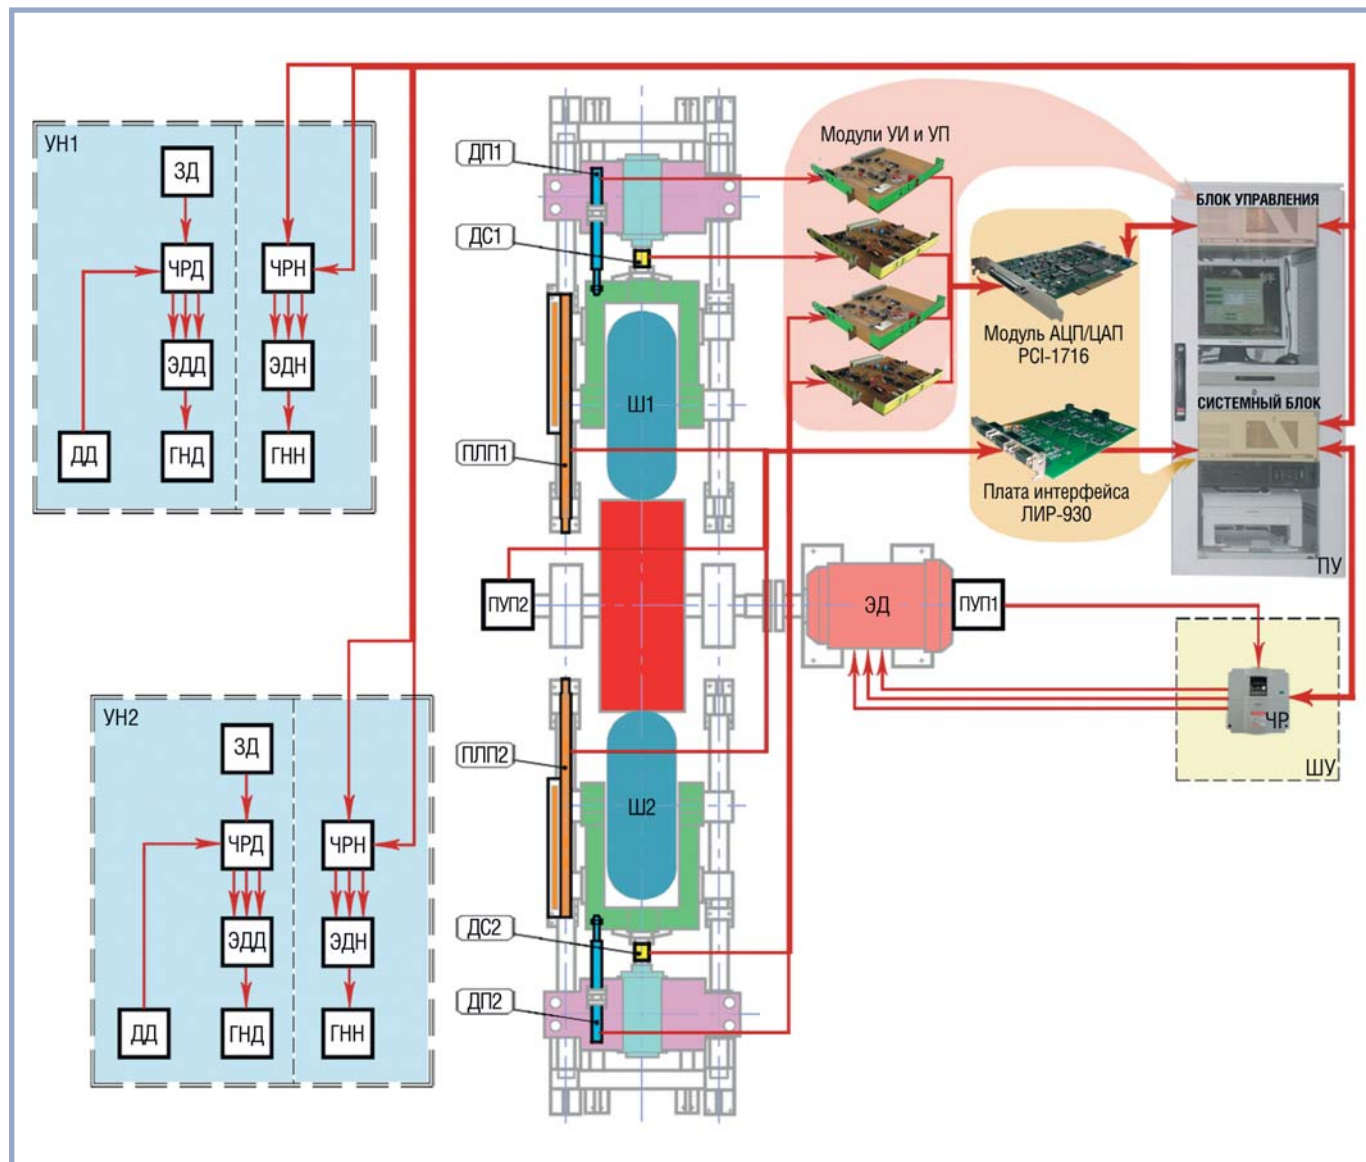 УН1
ЗД
ЧРД
ЧРН
ЭДД
ЭДН
ДД
ГНД
ГНН
УН2
ЗД
ЧРД
ЧРН
ЭДД
ЭДН
ДД
ГНД
ГНН
ДП1
ДС1
Ш1
ПЛП1
ПУП2
ПЛП2
Ш2
ДС2
ДП2
Модули УИ и УП
Модуль АЦП/ЦАП
PCI-1716
Плата интерфейса
ЛИР-930
БЛОК УПРАВЛЕНИЯ
СИСТЕМНЫЙ БЛОК
ПУ
ЭД
ПУП1
ЧР
ШУ